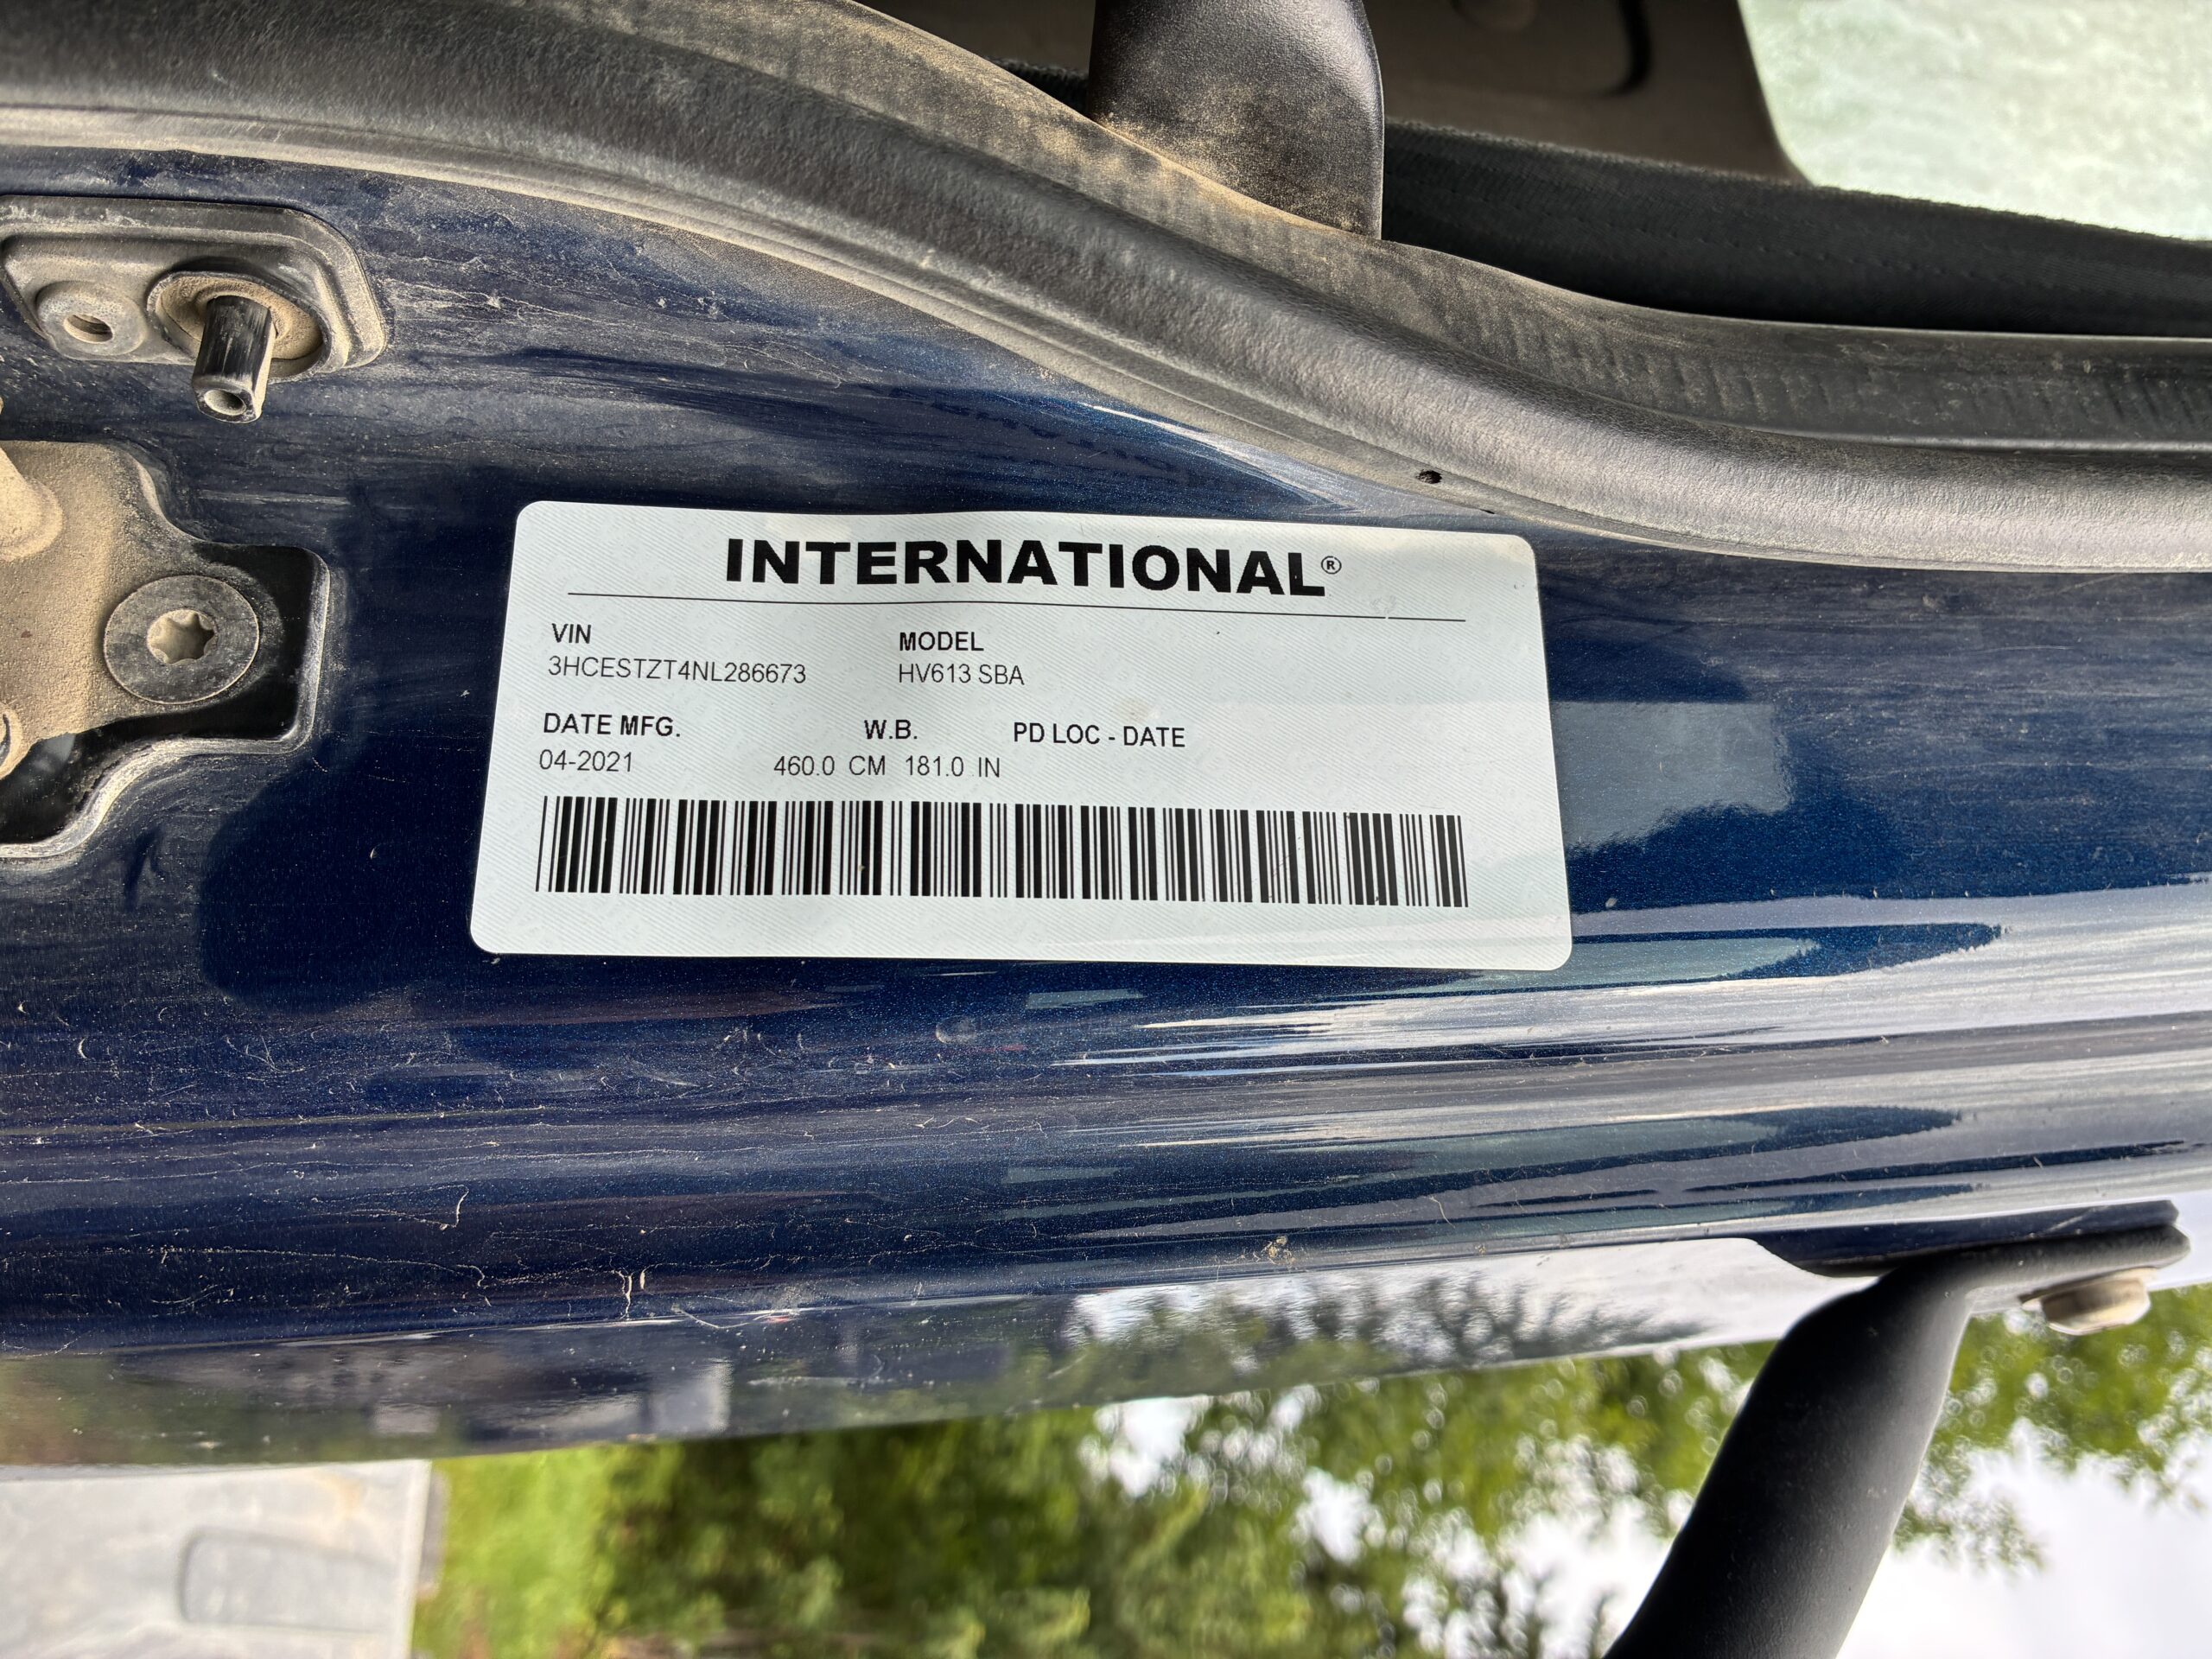 INTERNATIONAL®
VIN MODEL
3HCESTZT4NL286673 HV613 SBA
DATE MFG. W.B. PD LOC - DATE
04-2021 460.0 CM 181.0 IN